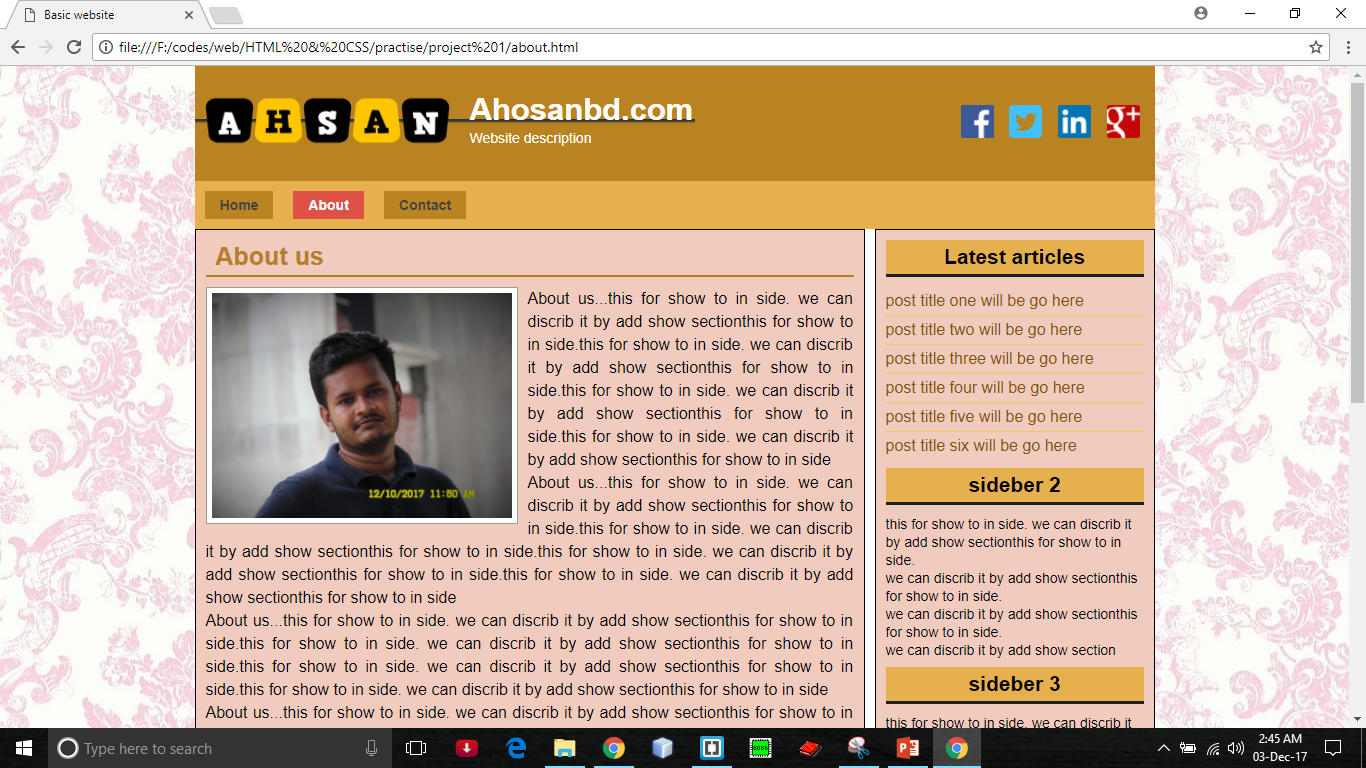 Basic website
file:///F:/codes/web/HTML%20&%20CSS/practise/project%201/about.html
AHSAN
Ahosanbd.com
Website description
Home About Contact
About us
About us...this for show to in side. we can
discrib it by add show sectionthis for show to
in side.this for show to in side. we can discrib
it by add show sectionthis for show to in
side.this for show to in side. we can discrib it
by add show sectionthis for show to in
side.this for show to in side. we can discrib it
by add show sectionthis for show to in side
About us...this for show to in side. we can
discrib it by add show sectionthis for show to
in side.this for show to in side. we can discrib
it by add show sectionthis for show to in side.this for show to in side. we can discrib it by
add show sectionthis for show to in side.this for show to in side. we can discrib it by add
show sectionthis for show to in side
About us...this for show to in side. we can discrib it by add show sectionthis for show to in
side.this for show to in side. we can discrib it by add show sectionthis for show to in
side.this for show to in side. we can discrib it by add show sectionthis for show to in
side.this for show to in side. we can discrib it by add show sectionthis for show to in side
About us...this for show to in side. we can discrib it by add show sectionthis for show to in
12/10/2017 11:50 AM
Latest articles
post title one will be go here
post title two will be go here
post title three will be go here
post title four will be go here
post title five will be go here
post title six will be go here
sideber 2
this for show to in side. we can discrib it
by add show sectionthis for show to in
side.
we can discrib it by add show sectionthis
for show to in side.
we can discrib it by add show sectionthis
for show to in side.
we can discrib it by add show section
sideber 3
this for show to in side. we can discrib it
Type here to search
2:45 AM
03-Dec-17